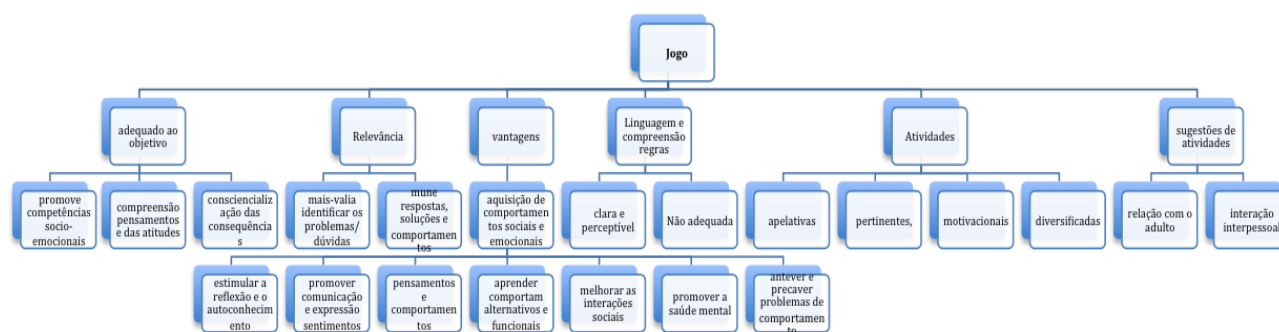 Jogo
adequado ao
objetivo
Relevância
vantagens
Linguagem e
compreensão
regras
Atividades
sugestões de
atividades
promove
competências
socio-
emocionais
compreensão
pensamentos
e das atitudes
consciencializ
ação das
consequência
s
mais-valia
identificar os
problemas/
dúvidas
mune
respostas,
soluções e
comportamen
tos
aquisição de
comportamen
tos sociais e
emocionais
clara e
perceptível
Não adequada
apelativas
pertinentes,
motivacionais
diversificadas
relação com o
adulto
interação
interpessoal
estimular a
reflexão e o
autoconhecim
ento
promover
comunicação
e expressão
sentimentos
pensamentos
e
comportamen
tos
aprender
comportam
alternativos e
funcionais
melhorar as
interações
sociais
promover a
saúde mental
antever e
precaver
problemas de
comportamen
to